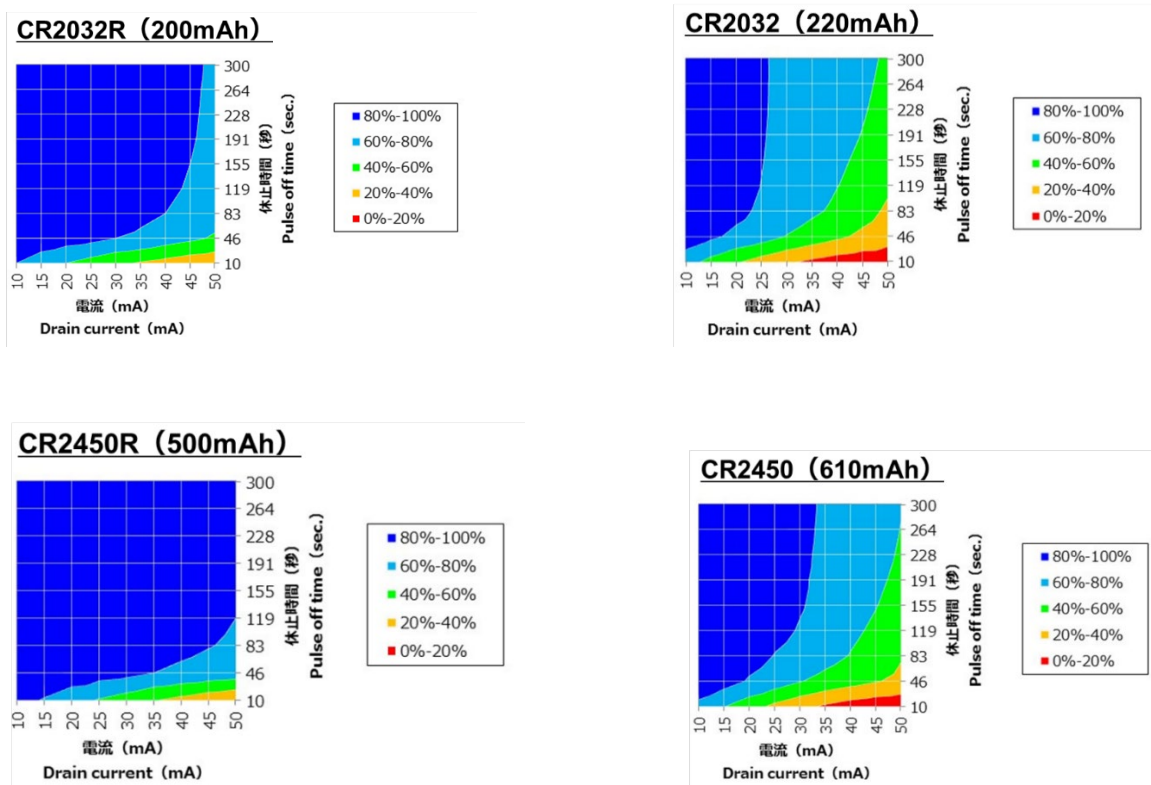 CR2032R（200mAh）
300
264
228
191
155
119
83
46
10
休止時間（秒）
Pulse off time（sec.）
10 15 20 25 30 35 40 45 50
電流（mA）
Drain current（mA）
80%-100%
60%-80%
40%-60%
20%-40%
0%-20%
CR2032（220mAh）
300
264
228
191
155
119
83
46
10
休止時間（秒）
Pulse off time（sec.）
10 15 20 25 30 35 40 45 50
電流（mA）
Drain current（mA）
80%-100%
60%-80%
40%-60%
20%-40%
0%-20%
CR2450R（500mAh）
300
264
228
191
155
119
83
46
10
休止時間（秒）
Pulse off time（sec.）
10 15 20 25 30 35 40 45 50
電流（mA）
Drain current（mA）
80%-100%
60%-80%
40%-60%
20%-40%
0%-20%
CR2450（610mAh）
300
264
228
191
155
119
83
46
10
休止時間（秒）
Pulse off time（sec.）
10 15 20 25 30 35 40 45 50
電流（mA）
Drain current（mA）
80%-100%
60%-80%
40%-60%
20%-40%
0%-20%